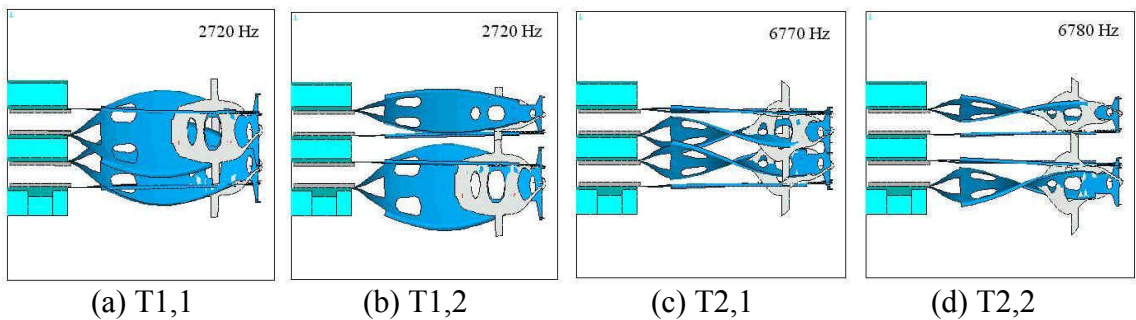 2720 Hz
2720 Hz
6770 Hz
6780 Hz
(a) T1,1
(b) T1,2
(c) T2,1
(d) T2,2